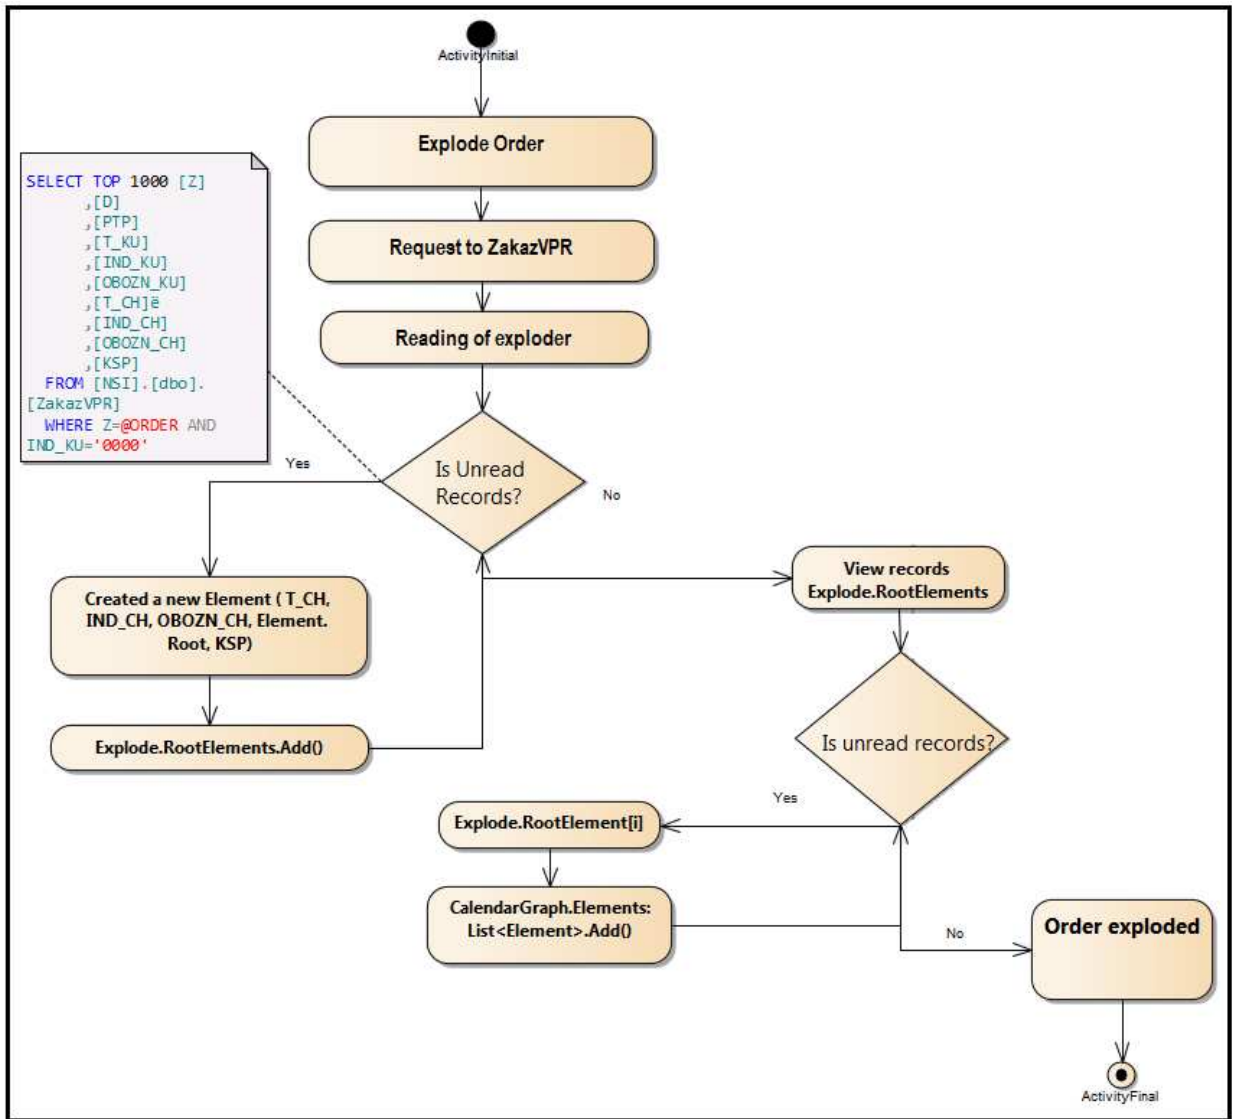 ActivityInitial
Explode Order
SELECT TOP 1000 [Z]
,[D]
,[PTP]
,[T_KU]
,[IND_KU]
,[OBOZN_KU]
,[T_CH]ё
,[IND_CH]
,[OBOZN_CH]
,[KSP]
FROM [NSI].[dbo].
[ZakazVPR]
WHERE Z=@ORDER AND
IND_KU='0000'
Request to ZakazVPR
Reading of exploder
Is Unread
Records?
Yes
No
Created a new Element ( T_CH,
IND_CH, OBOZN_CH, Element.
Root, KSP)
Explode.RootElements.Add()
View records
Explode.RootElements
Is unread records?
Yes
Explode.RootElement[i]
CalendarGraph.Elements:
List<Element>.Add()
No
Order exploded
ActivityFinal